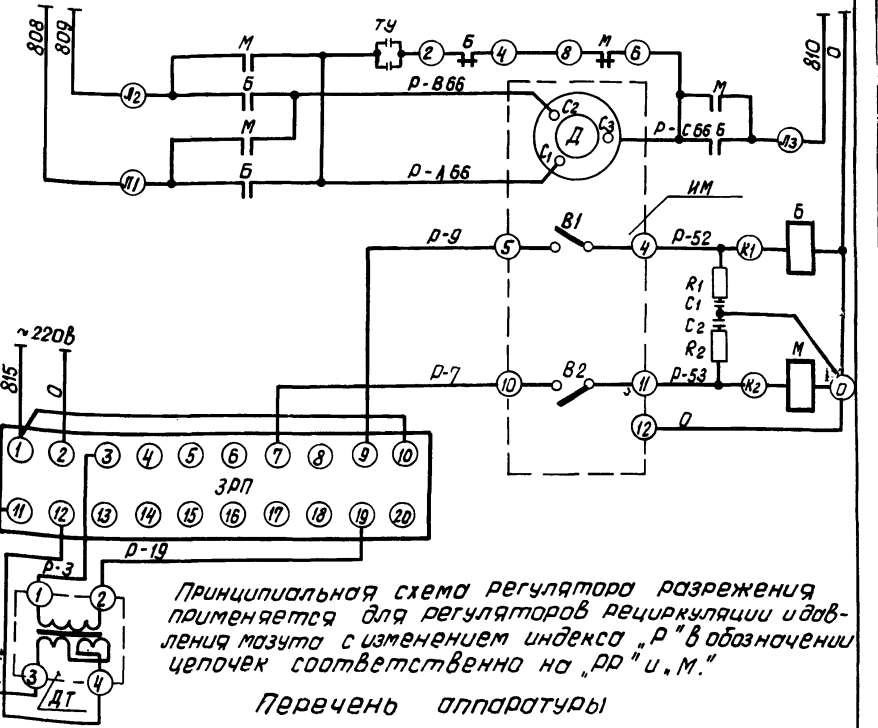 808
809
810
0
М
Б
М
Б
Л2
Л1
ТУ
2
Б
4
8
М
6
Р-В66
С2
С3
С1
Д
Р-С66
М
Б
Л3
Р-А66
ИМ
Р-9
5
В1
4
Р-52
К1
Б
R1
С1
С2
R2
Р-7
10
В2
11
Р-53
К2
М
0
12
0
~220В
815
0
1 2 3 4 5 6 7 8 9 10
ЗРП
11 12 13 14 15 16 17 18 19 20
Р-3
Р-19
1 2
3 4
ДТ
Принципиальная схема регулятора разрежения
применяется для регуляторов рециркуляции и дав-
ления мазута с изменением индекса „Р" в обозначении
цепочек соответственно на „РР" и „М."
Перечень аппаратуры